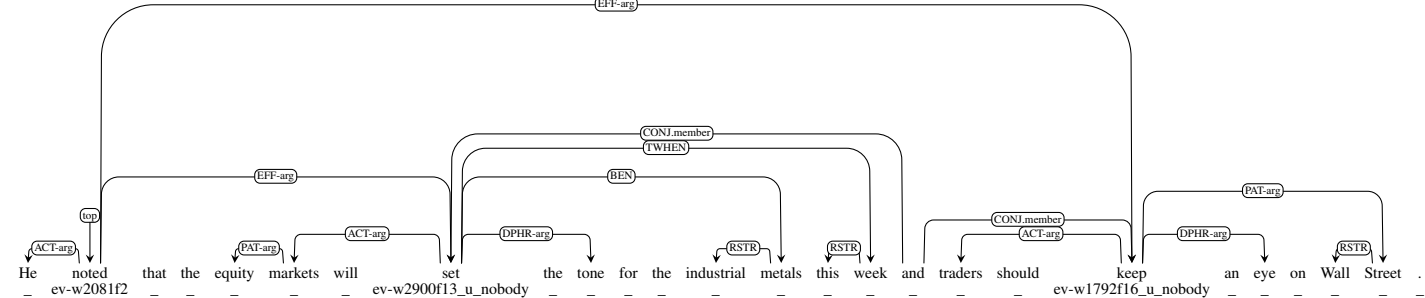 EFF-arg
CONJ.member
TWHEN
EFF-arg BEN
PAT-arg
top
CONJ.member
ACT-arg DPHR-arg ACT-arg DPHR-arg
ACT-arg PAT-arg RSTR RSTR RSTR
He noted that the equity markets will set the tone for the industrial metals this week and traders should keep an eye on Wall Street .
_ ev-w2081f2 _ _ _ _ _ ev-w2900f13_u_nobody _ _ _ _ _ _ _ _ _ _ _ ev-w1792f16_u_nobody _ _ _ _ _ _